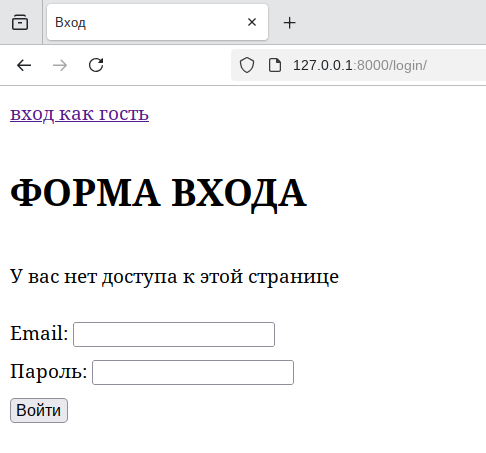 Вход
127.0.0.1:8000/login/
вход как гость
ФОРМА ВХОДА
У вас нет доступа к этой странице
Email:
Пароль:
Войти